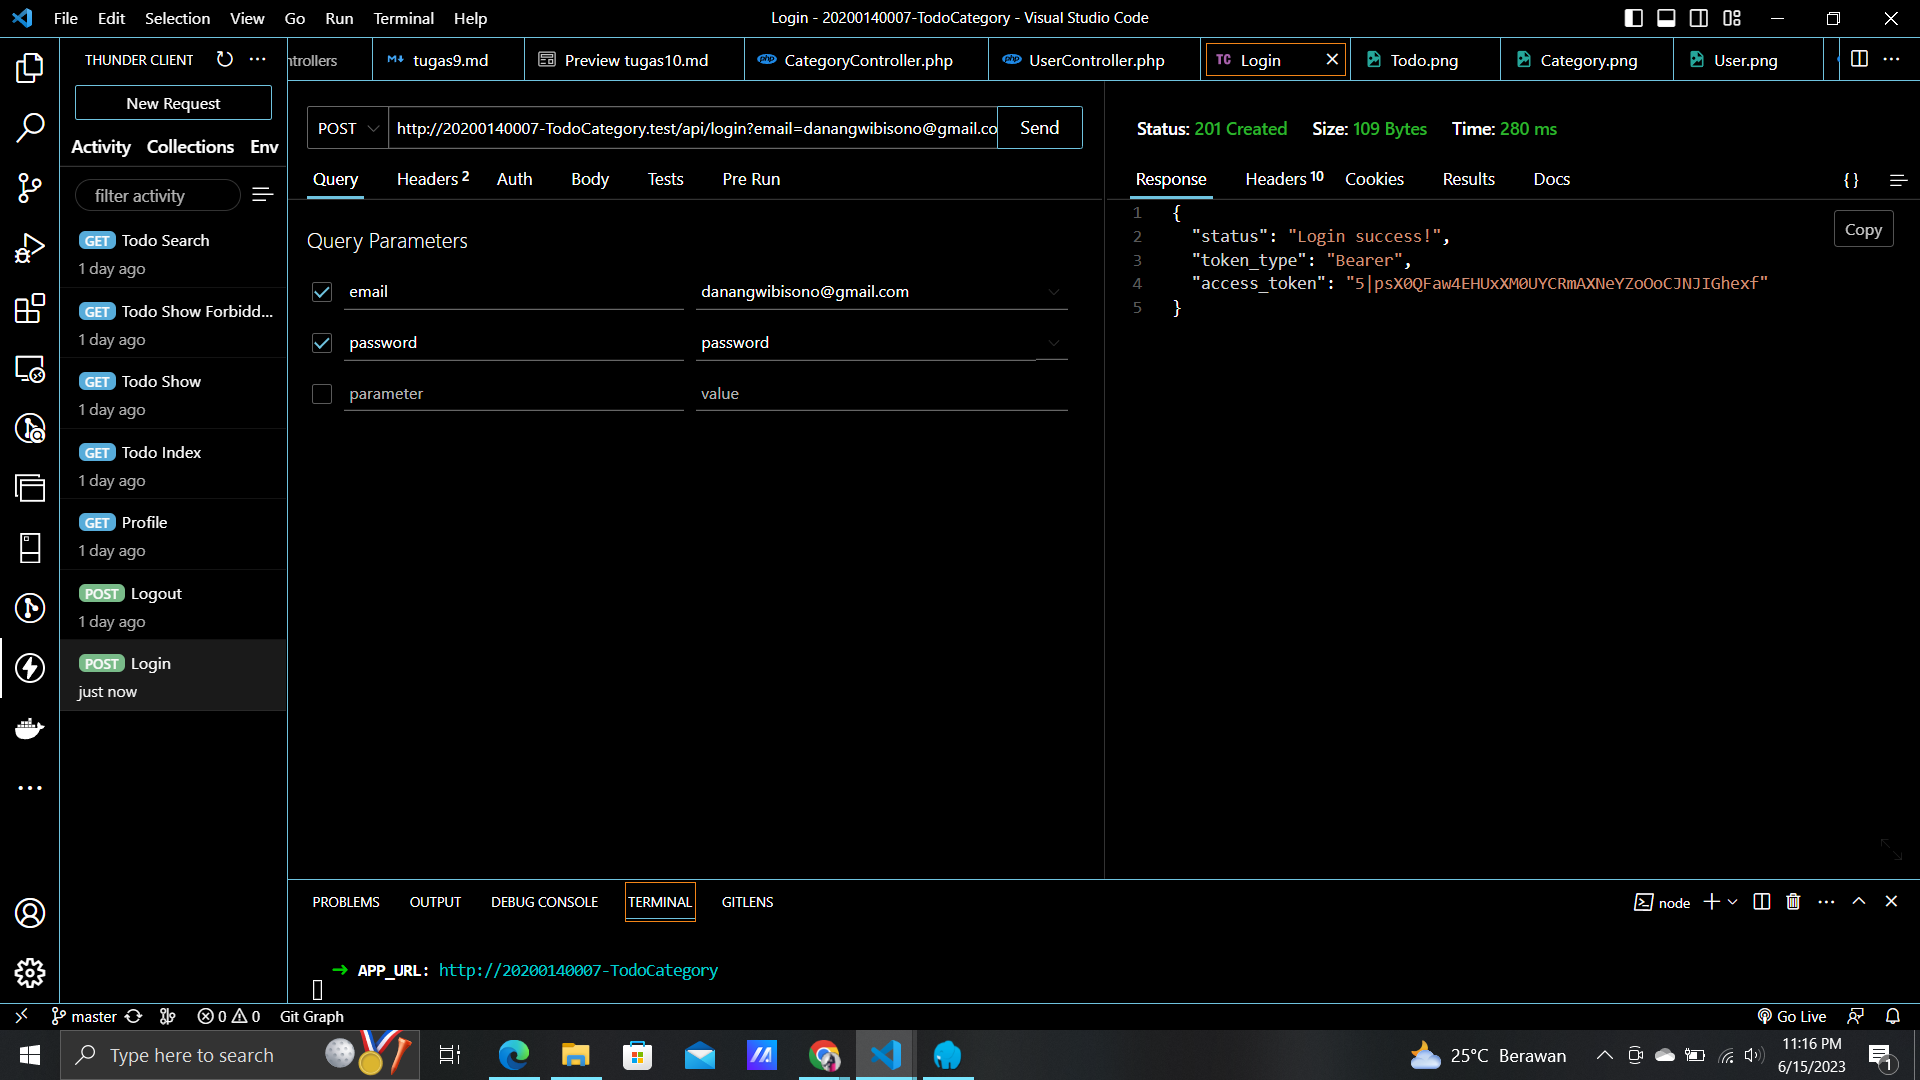 File Edit Selection View Go Run Terminal Help
Login - 20200140007-TodoCategory - Visual Studio Code
THUNDER CLIENT
New Request
Activity Collections Env
filter activity
GET Todo Search
1 day ago
GET Todo Show Forbidd...
1 day ago
GET Todo Show
1 day ago
GET Todo Index
1 day ago
GET Profile
1 day ago
POST Logout
1 day ago
POST Login
just now
ntrollers tugas9.md Preview tugas10.md php CategoryController.php php UserController.php TC Login Todo.png Category.png User.png
POST http://20200140007-TodoCategory.test/api/login?email=danangwibisono@gmail.co Send
Query Headers 2 Auth Body Tests Pre Run
Query Parameters
email danangwibisono@gmail.com
password password
parameter value
Status: 201 Created Size: 109 Bytes Time: 280 ms
Response Headers 10 Cookies Results Docs { }
Copy
1 {
2 "status": "Login success!",
3 "token_type": "Bearer",
4 "access_token": "5|psX0QFaw4EHUxXM0UYCRmAXNeYZoOoCJNJIGhexf"
5 }
PROBLEMS OUTPUT DEBUG CONSOLE TERMINAL GITLENS
node
➜ APP_URL: http://20200140007-TodoCategory
master 0 0 Git Graph
Go Live
Type here to search
25°C Berawan
11:16 PM
6/15/2023
1